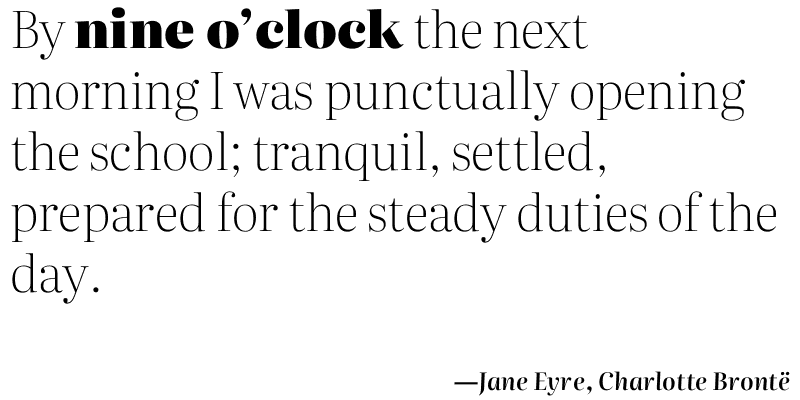 By nine o’clock the next
morning I was punctually opening
the school; tranquil, settled,
prepared for the steady duties of the
day.
—Jane Eyre, Charlotte Brontë